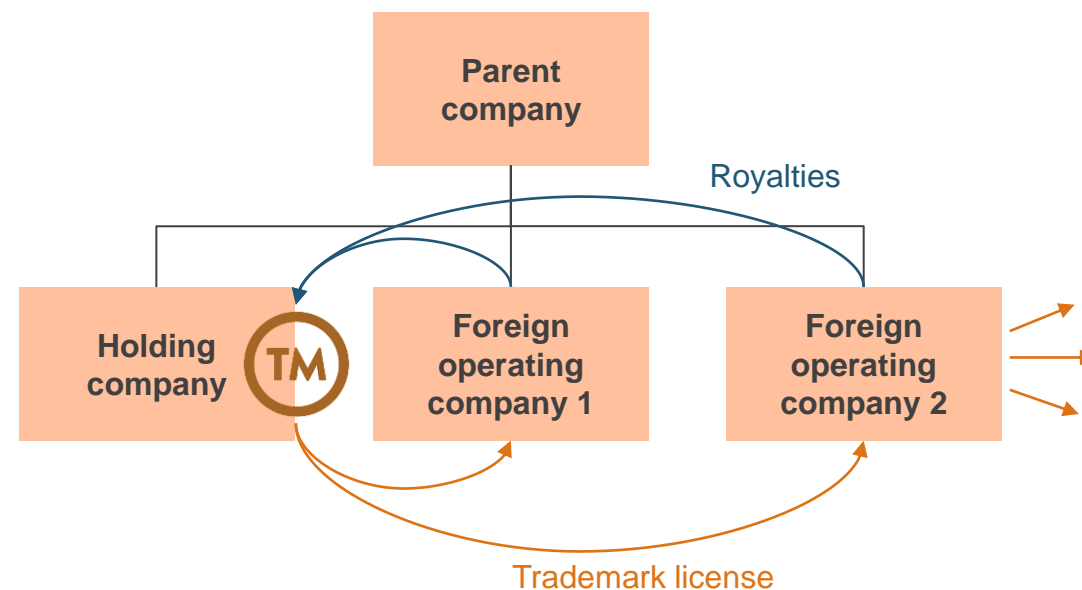 Parent
company
Royalties
Holding
company
TM
Foreign
operating
company 1
Foreign
operating
company 2
Trademark license